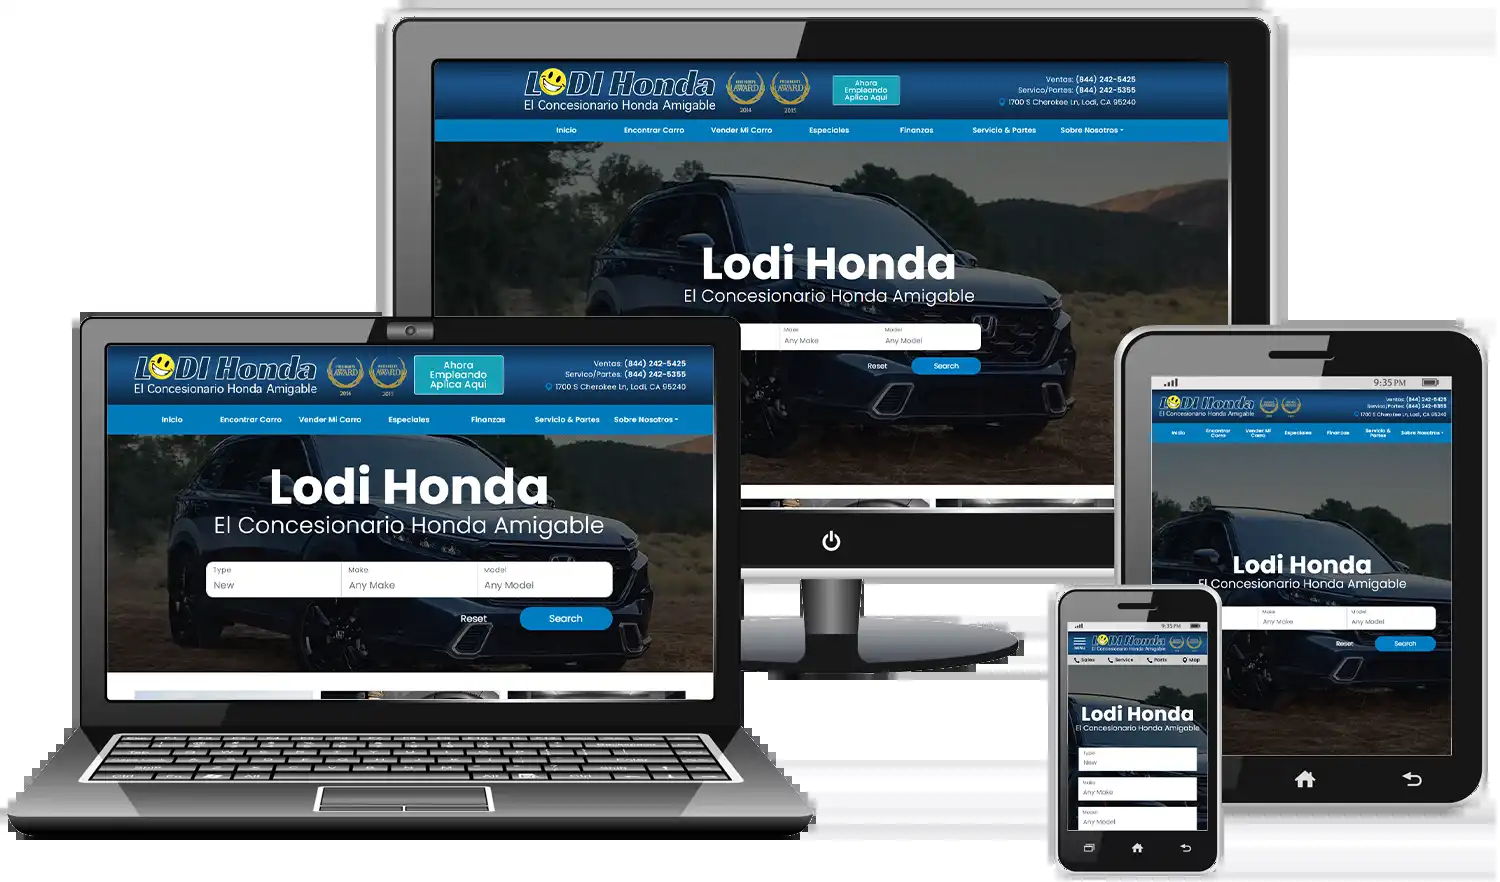 LODI Honda
El Concesionario Honda Amigable
PRESIDENT'S AWARD 2014
PRESIDENT'S AWARD 2015
Ahora
Empleando
Aplica Aqui
Ventas: (844) 242-5425
Servico/Partes: (844) 242-5355
1700 S Cherokee Ln, Lodi, CA 95240
Inicio Encontrar Carro Vender Mi Carro Especiales Finanzas Servicio & Partes Sobre Nosotros
Lodi Honda
El Concesionario Honda Amigable
Make Model
Any Make Any Model
Reset Search
LODI Honda
El Concesionario Honda Amigable
AWARD 2014
AWARD 2015
Ahora
Empleando
Aplica Aqui
Ventas: (844) 242-5425
Servico/Partes: (844) 242-5355
1700 S Cherokee Ln, Lodi, CA 95240
Inicio Encontrar Carro Vender Mi Carro Especiales Finanzas Servicio & Partes Sobre Nosotros
Lodi Honda
El Concesionario Honda Amigable
Type Make Model
New Any Make Any Model
Reset Search
9:35 PM
LODI Honda
El Concesionario Honda Amigable
Ventas: (844) 242-5425
Servico/Partes: (844) 242-5355
1700 S Cherokee Ln, Lodi, CA 95240
Inicio Encontrar Carro Vender Mi Carro Especiales Finanzas Servicio & Partes Sobre Nosotros
Lodi Honda
El Concesionario Honda Amigable
Make Model
Any Make Any Model
Reset Search
9:35 PM
MENU
LODI Honda
El Concesionario Honda Amigable
Sales Service Parts Map
Lodi Honda
El Concesionario Honda Amigable
Type
New
Make
Any Make
Model
Any Model